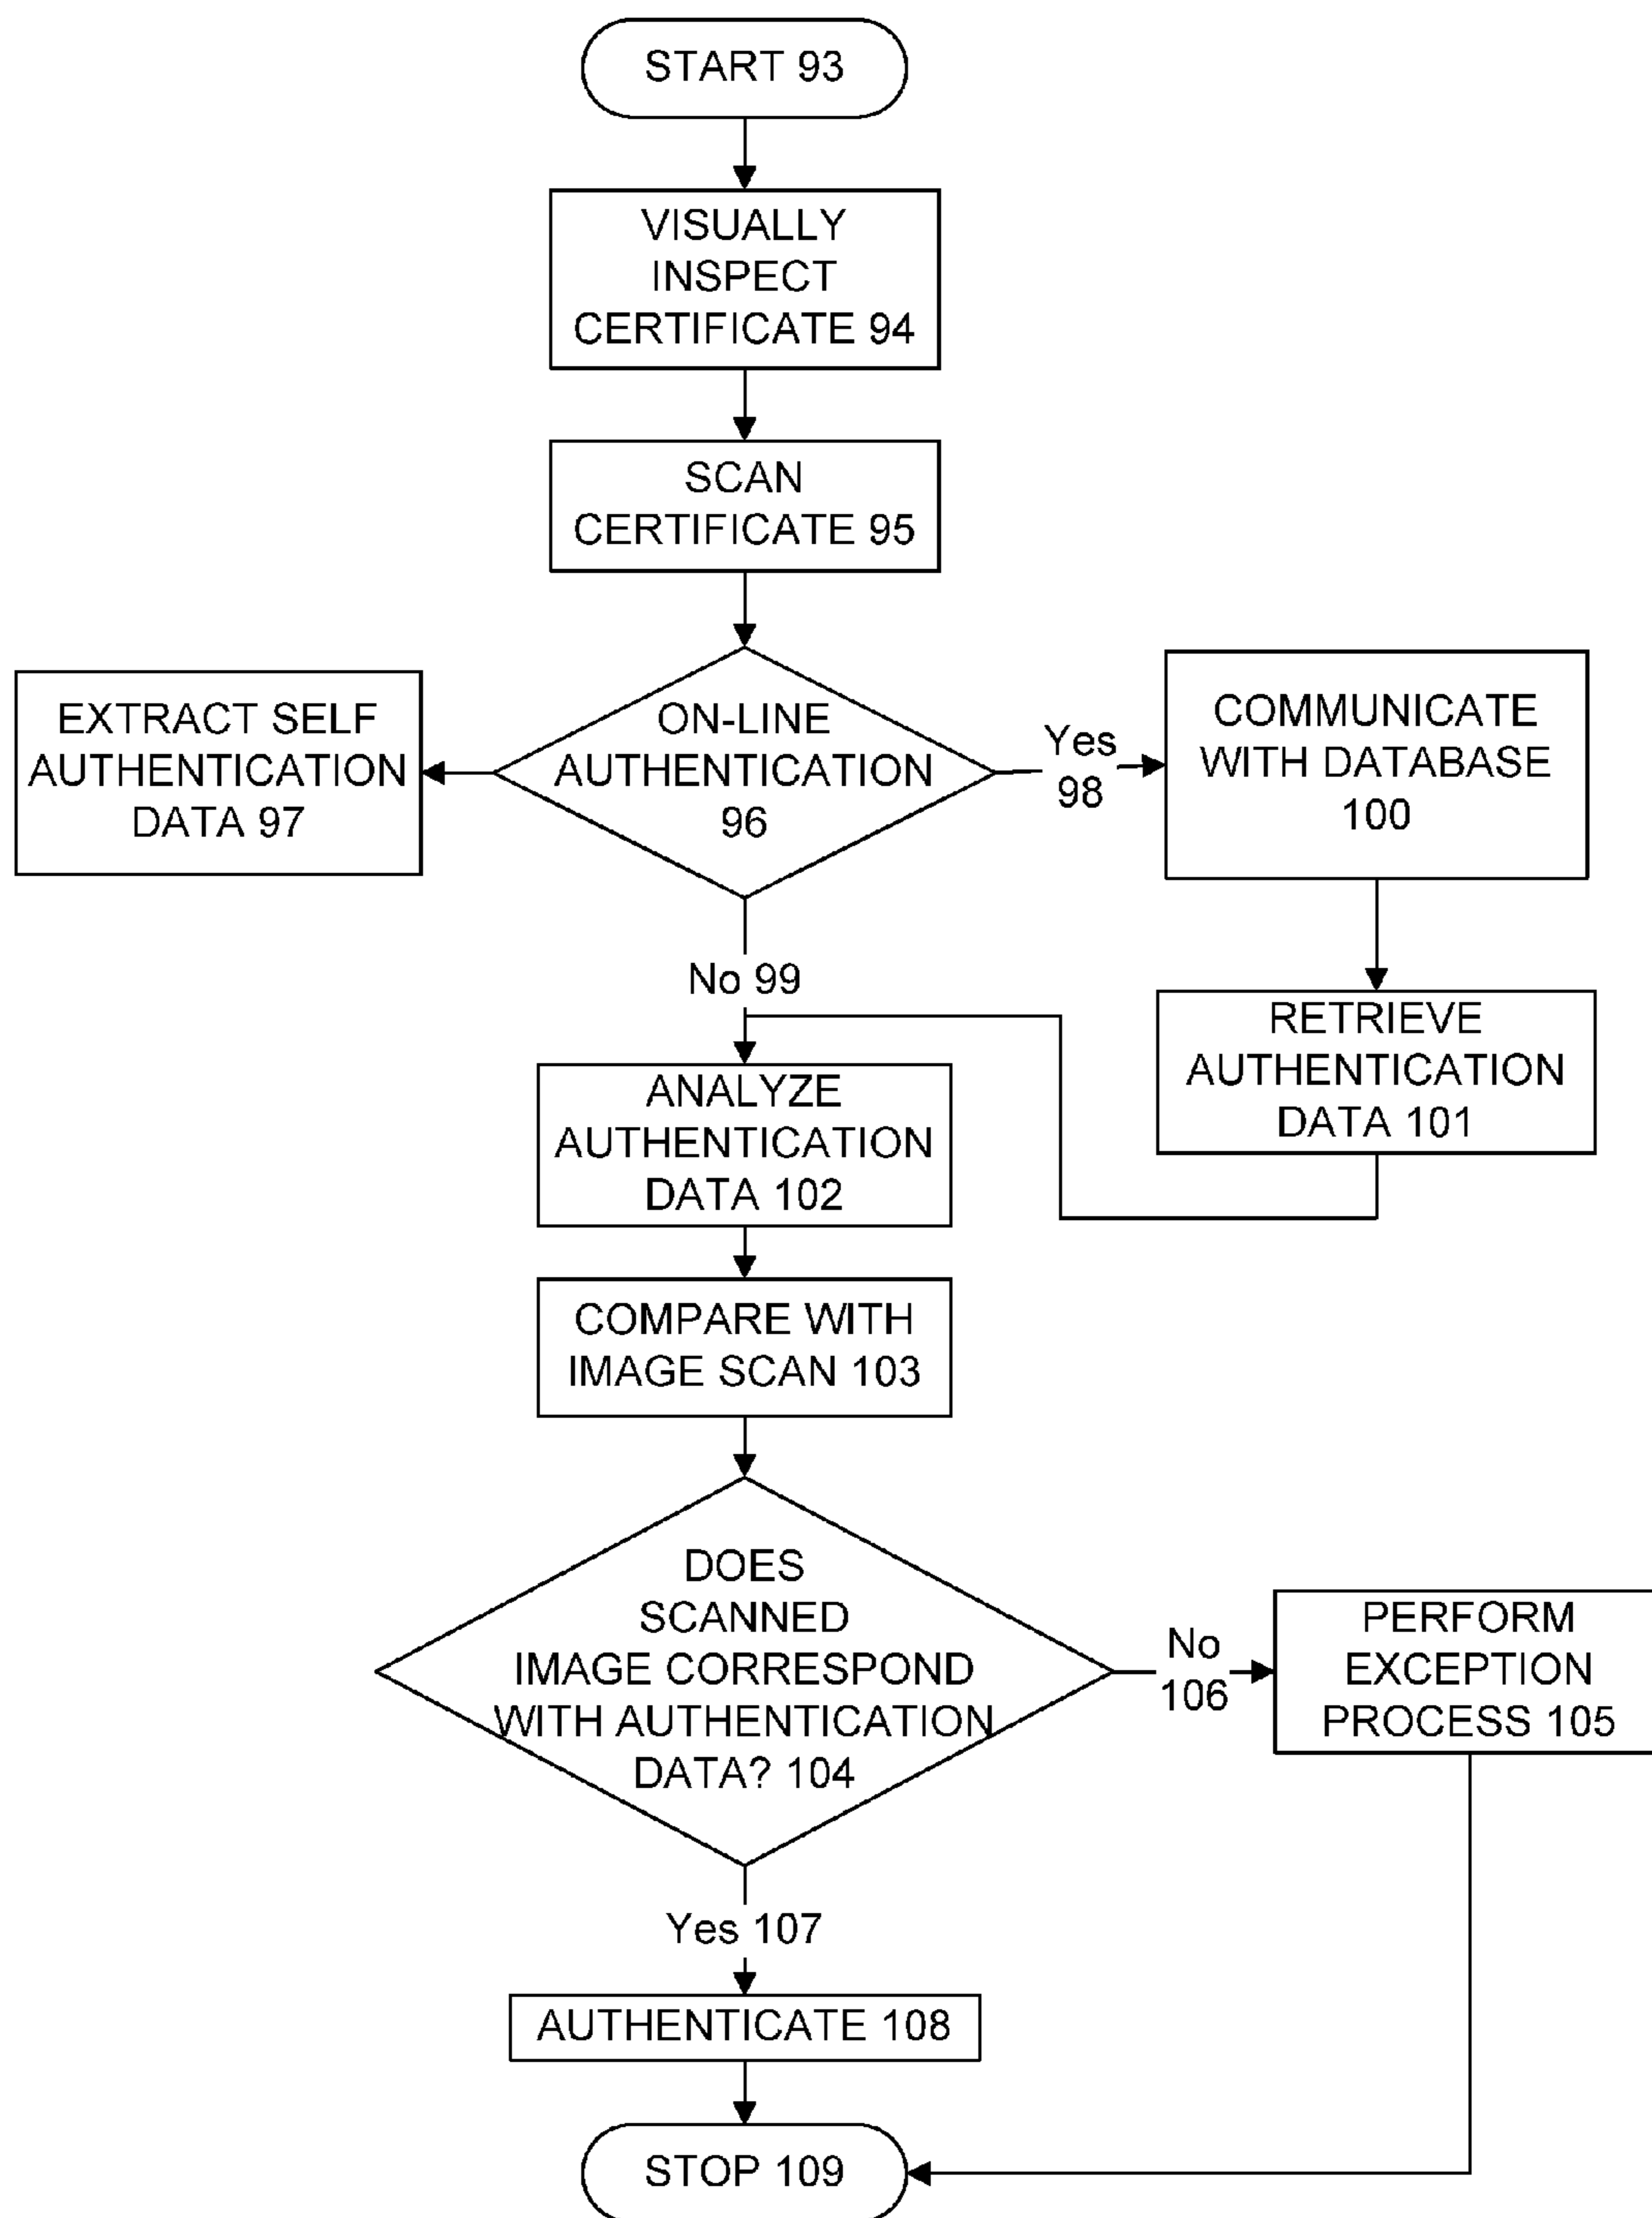 START 93
VISUALLY
INSPECT
CERTIFICATE 94
SCAN
CERTIFICATE 95
ON-LINE
AUTHENTICATION
96
EXTRACT SELF
AUTHENTICATION
DATA 97
Yes
98
COMMUNICATE
WITH DATABASE
100
RETRIEVE
AUTHENTICATION
DATA 101
No 99
ANALYZE
AUTHENTICATION
DATA 102
COMPARE WITH
IMAGE SCAN 103
DOES
SCANNED
IMAGE CORRESPOND
WITH AUTHENTICATION
DATA? 104
No
106
PERFORM
EXCEPTION
PROCESS 105
Yes 107
AUTHENTICATE 108
STOP 109